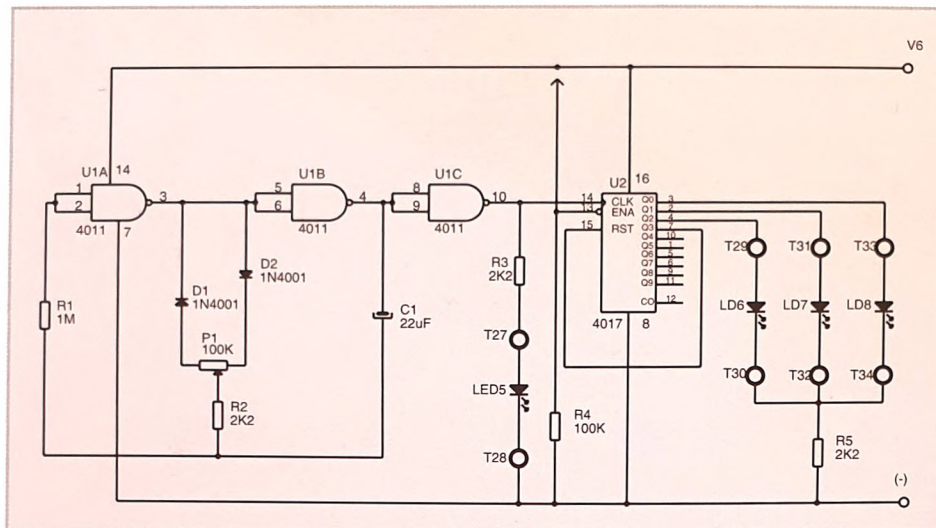 V6
U1A
14
1
2
3
4011
7
U1B
5
6
4
4011
U1C
8
9
10
4011
U2
16
14
CLK
13
ENA
15
RST
Q0
3
Q1
2
Q2
4
Q3
7
Q4
10
Q5
1
Q6
5
Q7
6
Q8
9
Q9
11
CO
12
4017
8
D2
1N4001
D1
1N4001
R1
1M
P1
100K
R2
2K2
C1
22uF
R3
2K2
T27
LED5
T28
R4
100K
T29
T31
T33
LD6
LD7
LD8
T30
T32
T34
R5
2K2
(-)